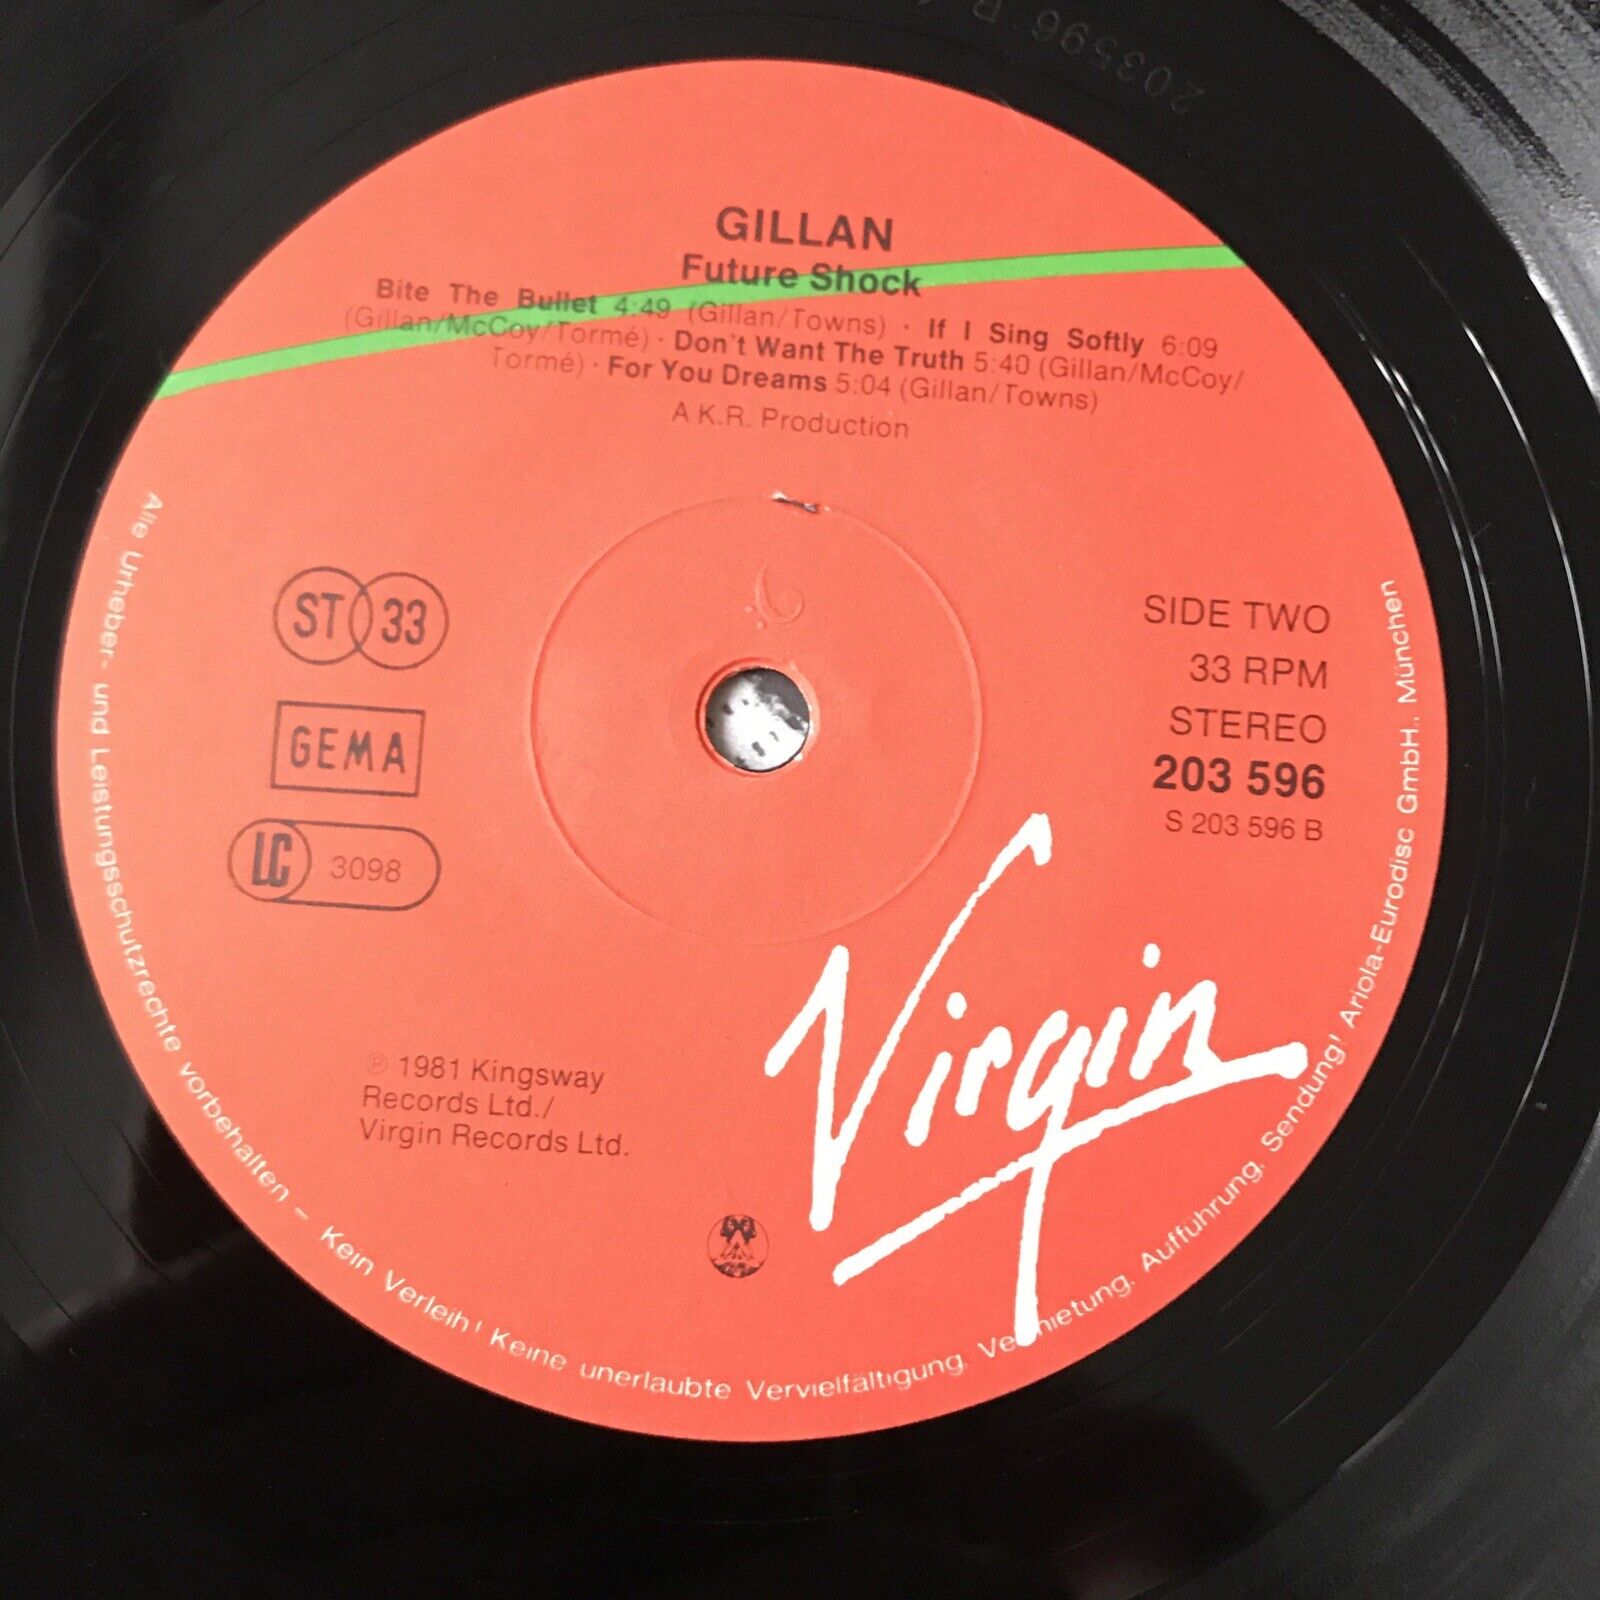 203596 B
GILLAN
Future Shock
Bite The Bullet 4:49 (Gillan/Towns) · If I Sing Softly 6:09
(Gillan/McCoy/Tormé) · Don't Want The Truth 5:40 (Gillan/McCoy/
Tormé) · For You Dreams 5:04 (Gillan/Towns)
A K.R. Production
ST 33
GEMA
LC 3098
SIDE TWO
33 RPM
STEREO
203 596
S 203 596 B
℗ 1981 Kingsway
Records Ltd./
Virgin Records Ltd.
Virgin
Alle Urheber- und Leistungsschutzrechte vorbehalten – Kein Verleih! Keine unerlaubte Vervielfältigung, Vermietung, Aufführung, Sendung! Ariola-Eurodisc GmbH., München